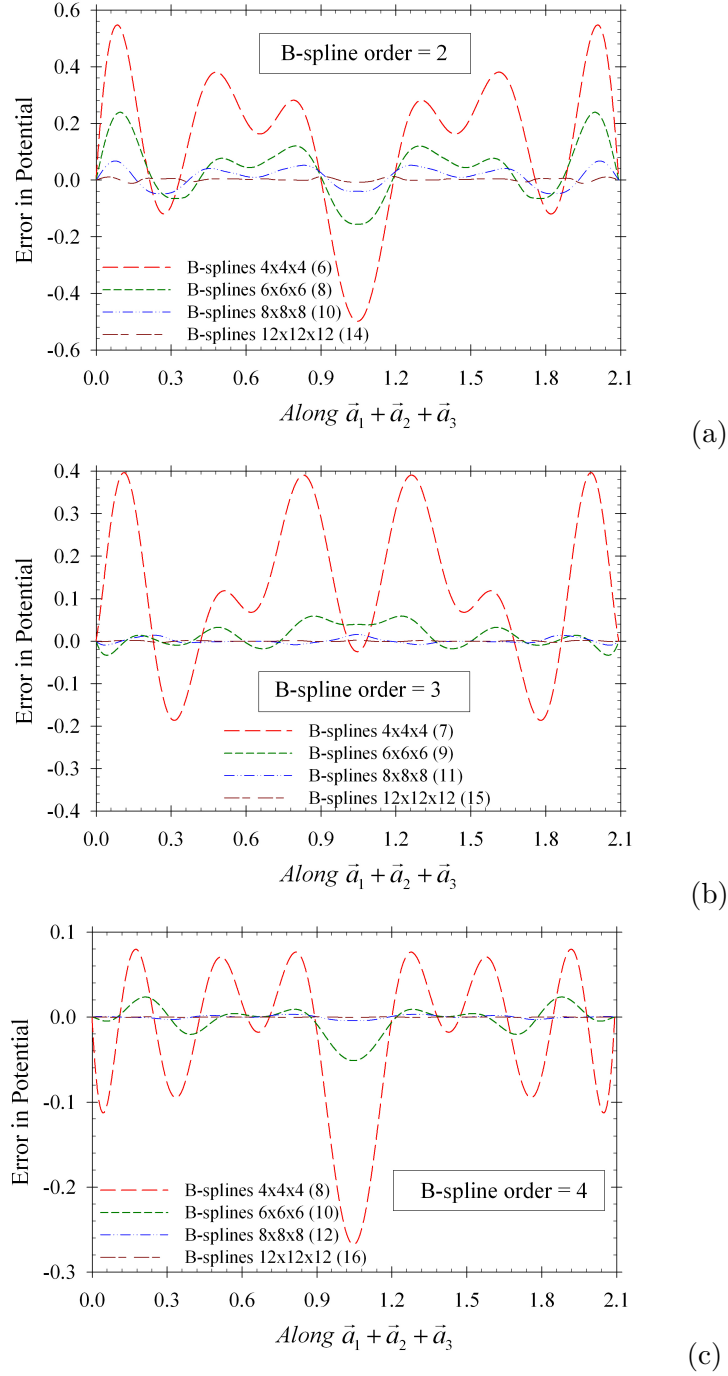 0.6
0.4
0.2
0.0
-0.2
-0.4
-0.6
Error in Potential
B-spline order = 2
B-splines 4x4x4 (6)
B-splines 6x6x6 (8)
B-splines 8x8x8 (10)
B-splines 12x12x12 (14)
0.0 0.3 0.6 0.9 1.2 1.5 1.8 2.1
Along a⃗₁ + a⃗₂ + a⃗₃
(a)
0.4
0.3
0.2
0.1
0.0
-0.1
-0.2
-0.3
-0.4
Error in Potential
B-spline order = 3
B-splines 4x4x4 (7)
B-splines 6x6x6 (9)
B-splines 8x8x8 (11)
B-splines 12x12x12 (15)
0.0 0.3 0.6 0.9 1.2 1.5 1.8 2.1
Along a⃗₁ + a⃗₂ + a⃗₃
(b)
0.1
0.0
-0.1
-0.2
-0.3
Error in Potential
B-spline order = 4
B-splines 4x4x4 (8)
B-splines 6x6x6 (10)
B-splines 8x8x8 (12)
B-splines 12x12x12 (16)
0.0 0.3 0.6 0.9 1.2 1.5 1.8 2.1
Along a⃗₁ + a⃗₂ + a⃗₃
(c)